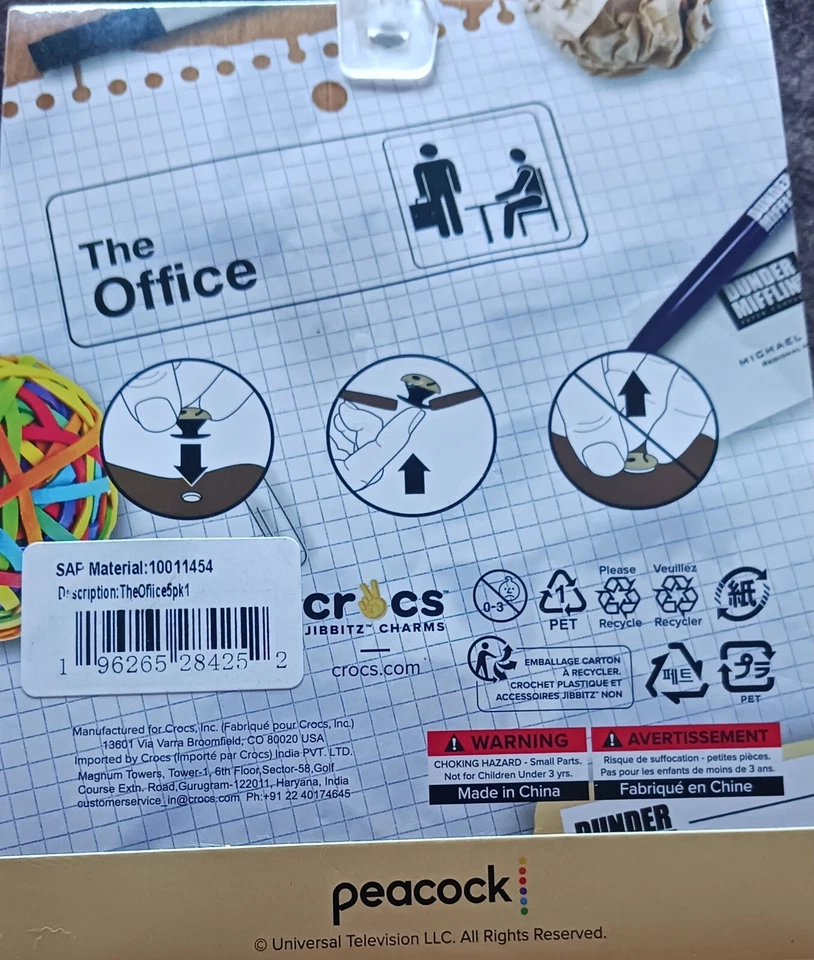 The
Office
DUNDER
MIFFLIN
MICHAEL
SAP Material:10011454
Description:TheOfiice5pk1
1 96265 28425 2
crocs™
JIBBITZ™ CHARMS
crocs.com
0-3
1
PET
Please
Recycle
Veuillez
Recycler
紙
EMBALLAGE CARTON
À RECYCLER.
CROCHET PLASTIQUE ET
ACCESSOIRES JIBBITZ™ NON
페트
プラ
PET
Manufactured for Crocs, Inc. (Fabriqué pour Crocs, Inc.)
13601 Via Varra Broomfield, CO 80020 USA
Imported by Crocs (Importé par Crocs) India PVT. LTD.
Magnum Towers, Tower-1, 6th Floor,Sector-58,Golf
Course Extn. Road,Gurugram-122011, Haryana, India
customerservice_in@crocs.com Ph:+91 22 40174645
WARNING
CHOKING HAZARD - Small Parts.
Not for Children Under 3 yrs.
Made in China
AVERTISSEMENT
Risque de suffocation - petites pièces.
Pas pour les enfants de moins de 3 ans.
Fabriqué en Chine
DUNDER
peacock
© Universal Television LLC. All Rights Reserved.